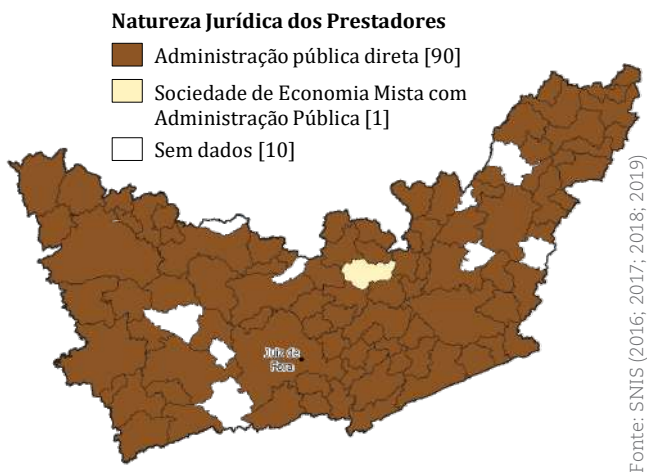 Natureza Jurídica dos Prestadores
Administração pública direta [90]
Sociedade de Economia Mista com
Administração Pública [1]
Sem dados [10]
Juiz de
Fora
Fonte: SNIS (2016; 2017; 2018; 2019)